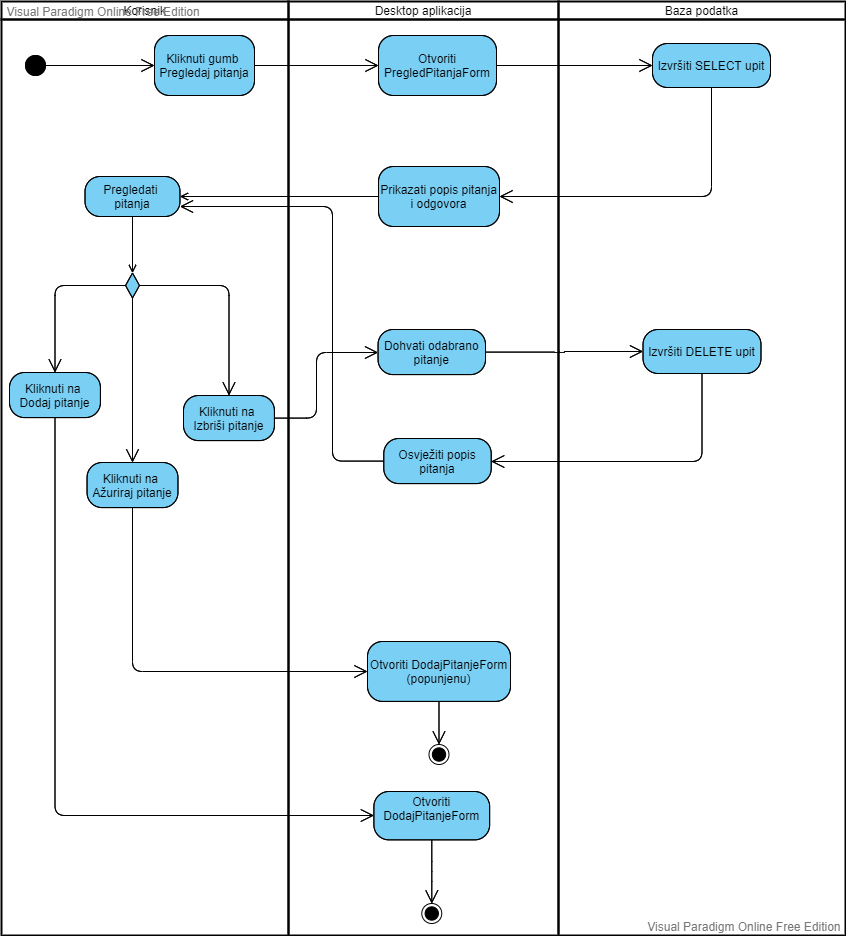 Visual Paradigm Online Free Edition
Korisnik
Desktop aplikacija
Baza podatka
Kliknuti gumb
Pregledaj pitanja
Otvoriti
PregledPitanjaForm
Izvršiti SELECT upit
Pregledati
pitanja
Prikazati popis pitanja
i odgovora
Dohvati odabrano
pitanje
Izvršiti DELETE upit
Kliknuti na
Dodaj pitanje
Kliknuti na
Izbriši pitanje
Osvježiti popis
pitanja
Kliknuti na
Ažuriraj pitanje
Otvoriti DodajPitanjeForm
(popunjenu)
Otvoriti
DodajPitanjeForm
Visual Paradigm Online Free Edition